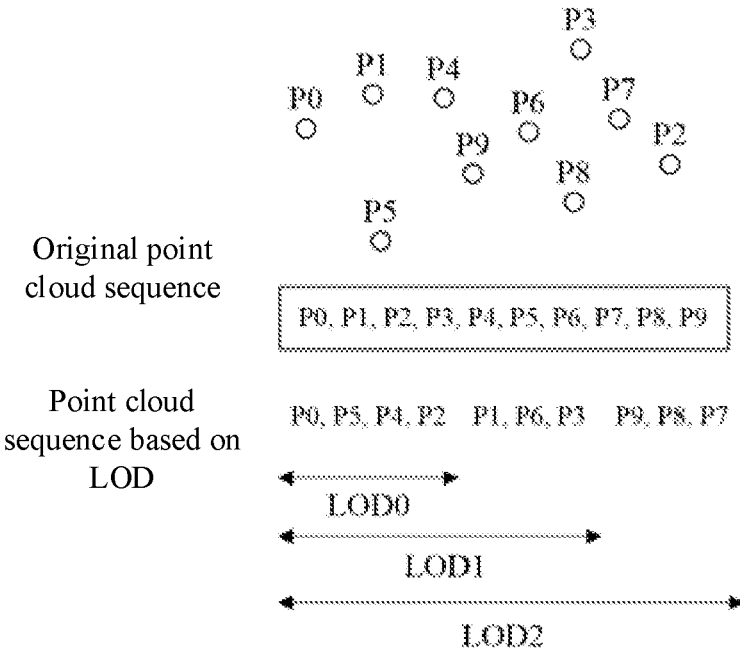 P3
P1
P4
P0
P6
P7
P2
P9
P8
P5
Original point
cloud sequence
P0, P1, P2, P3, P4, P5, P6, P7, P8, P9
Point cloud
sequence based on
LOD
P0, P5, P4, P2 P1, P6, P3 P9, P8, P7
LOD0
LOD1
LOD2